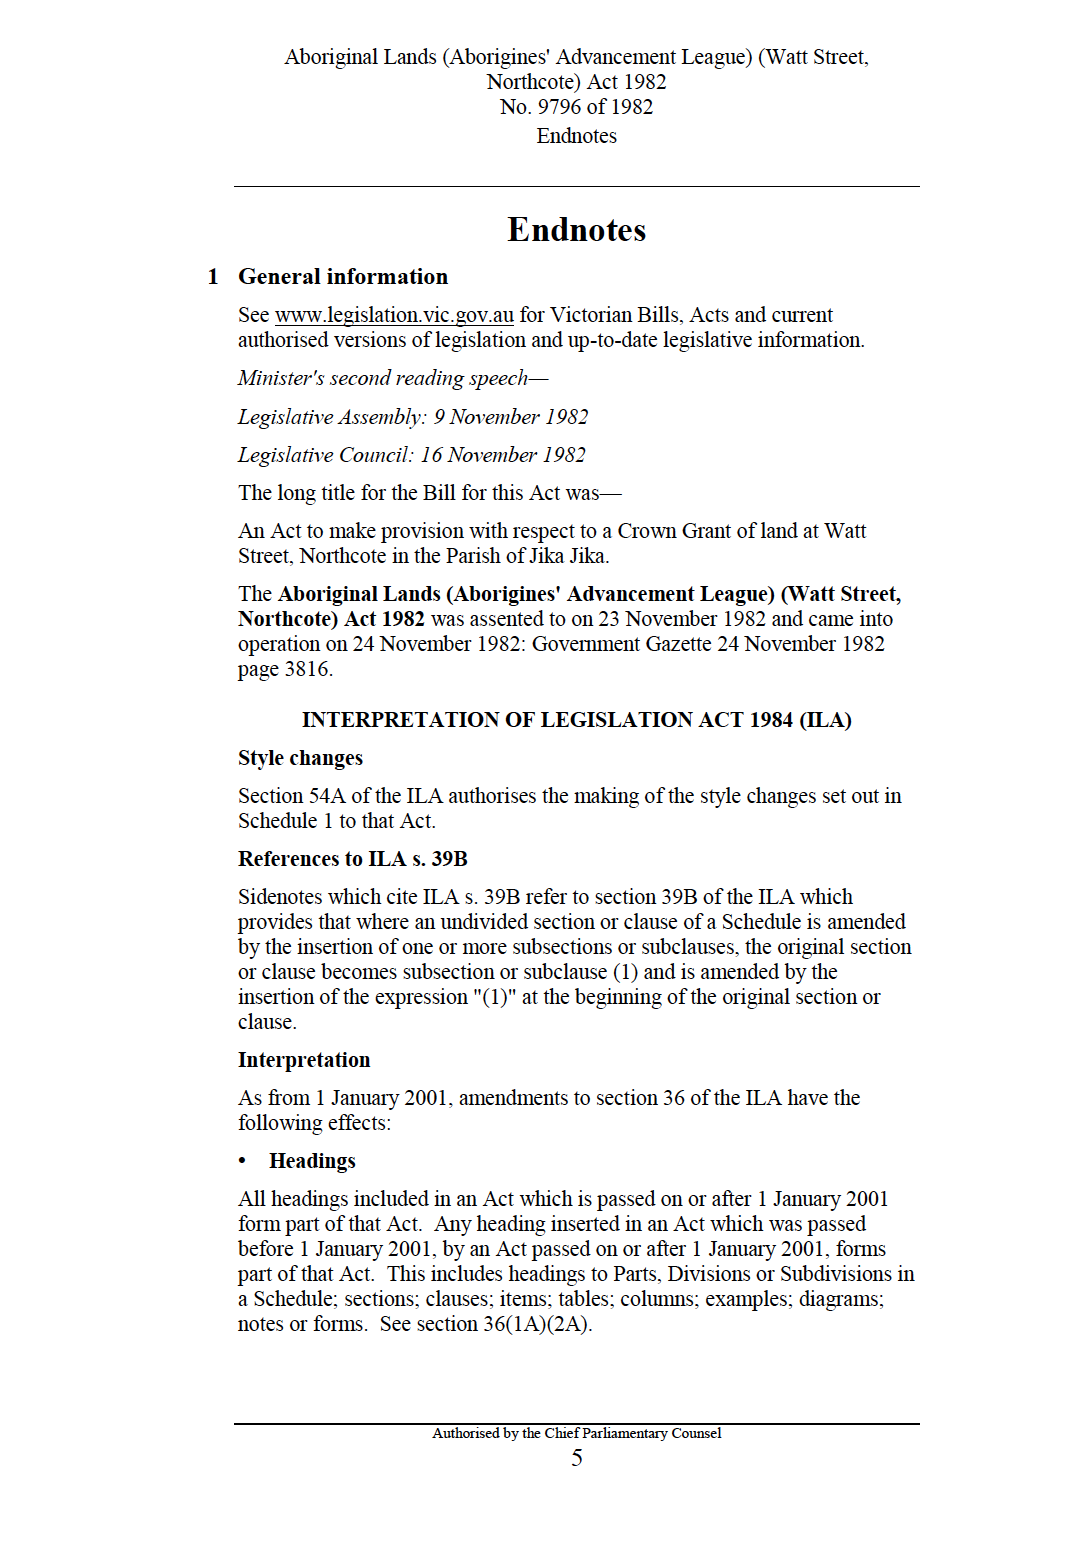 Aboriginal Lands (Aborigines' Advancement League) (Watt Street,
Northcote) Act 1982
No. 9796 of 1982
Endnotes
Endnotes
1 General information
See www.legislation.vic.gov.au for Victorian Bills, Acts and current
authorised versions of legislation and up-to-date legislative information.
Minister's second reading speech—
Legislative Assembly: 9 November 1982
Legislative Council: 16 November 1982
The long title for the Bill for this Act was—
An Act to make provision with respect to a Crown Grant of land at Watt
Street, Northcote in the Parish of Jika Jika.
The Aboriginal Lands (Aborigines' Advancement League) (Watt Street,
Northcote) Act 1982 was assented to on 23 November 1982 and came into
operation on 24 November 1982: Government Gazette 24 November 1982
page 3816.
INTERPRETATION OF LEGISLATION ACT 1984 (ILA)
Style changes
Section 54A of the ILA authorises the making of the style changes set out in
Schedule 1 to that Act.
References to ILA s. 39B
Sidenotes which cite ILA s. 39B refer to section 39B of the ILA which
provides that where an undivided section or clause of a Schedule is amended
by the insertion of one or more subsections or subclauses, the original section
or clause becomes subsection or subclause (1) and is amended by the
insertion of the expression "(1)" at the beginning of the original section or
clause.
Interpretation
As from 1 January 2001, amendments to section 36 of the ILA have the
following effects:
• Headings
All headings included in an Act which is passed on or after 1 January 2001
form part of that Act.  Any heading inserted in an Act which was passed
before 1 January 2001, by an Act passed on or after 1 January 2001, forms
part of that Act.  This includes headings to Parts, Divisions or Subdivisions in
a Schedule; sections; clauses; items; tables; columns; examples; diagrams;
notes or forms.  See section 36(1A)(2A).
Authorised by the Chief Parliamentary Counsel
5